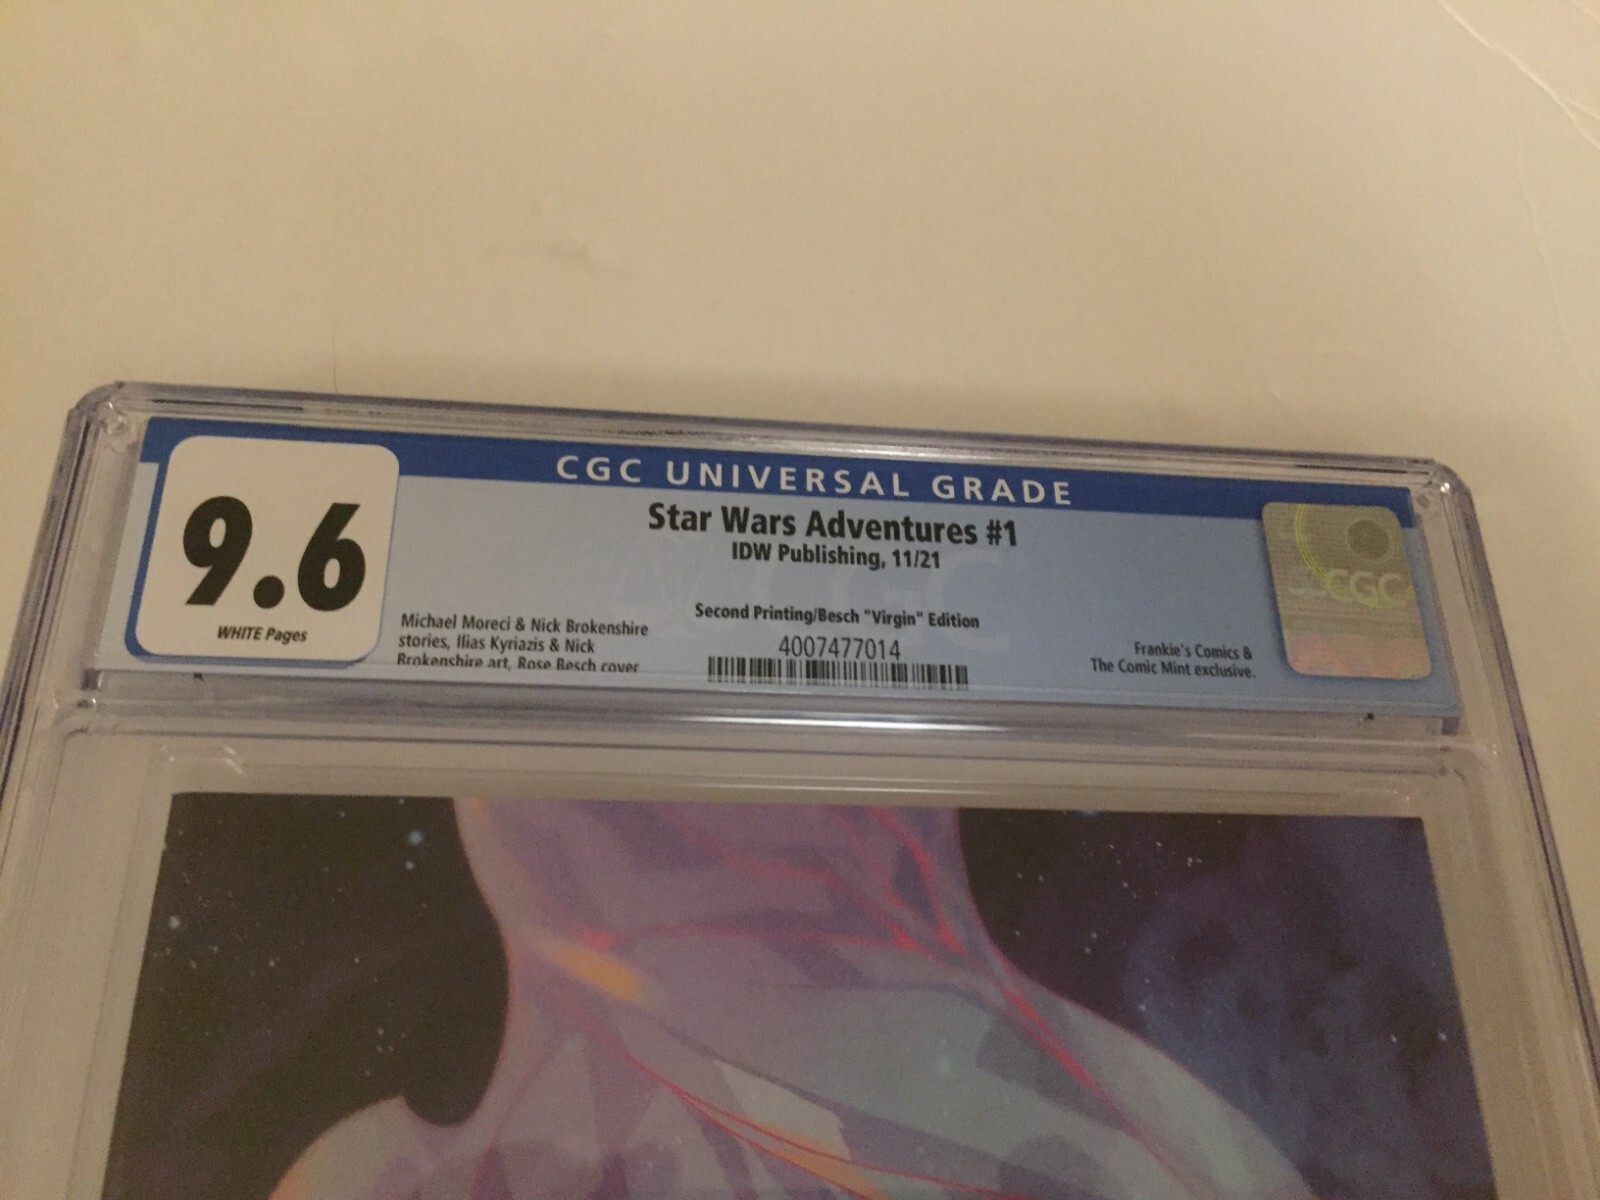 CGC UNIVERSAL GRADE
9.6
WHITE Pages
Star Wars Adventures #1
IDW Publishing, 11/21
Second Printing/Besch "Virgin" Edition
4007477014
Michael Moreci & Nick Brokenshire
stories, Ilias Kyriazis & Nick
Brokenshire art, Rose Besch cover
Frankie's Comics &
The Comic Mint exclusive.
CGC
CGC